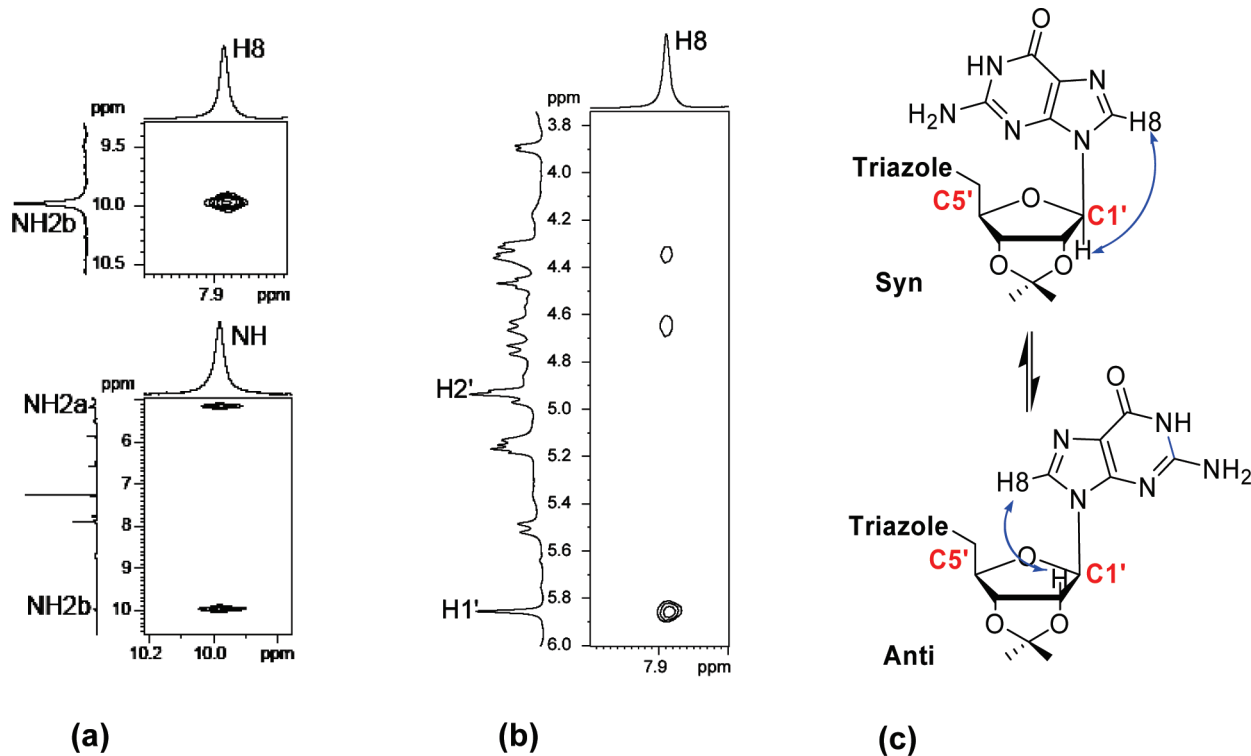 H8
ppm
9.5
10.0
10.5
NH2b
7.9
ppm
NH
ppm
NH2a
6
7
8
NH2b
10
10.2
10.0
ppm
(a)
H8
ppm
3.8
4.0
4.2
4.4
4.6
4.8
H2'
5.0
5.2
5.4
5.6
H1'
5.8
6.0
7.9
ppm
(b)
O
HN
N
H8
H2N
N
N
Triazole
C5'
O
C1'
H
O
O
Syn
O
N
NH
H8
N
N
NH2
Triazole
C5'
O
H
C1'
O
O
Anti
(c)